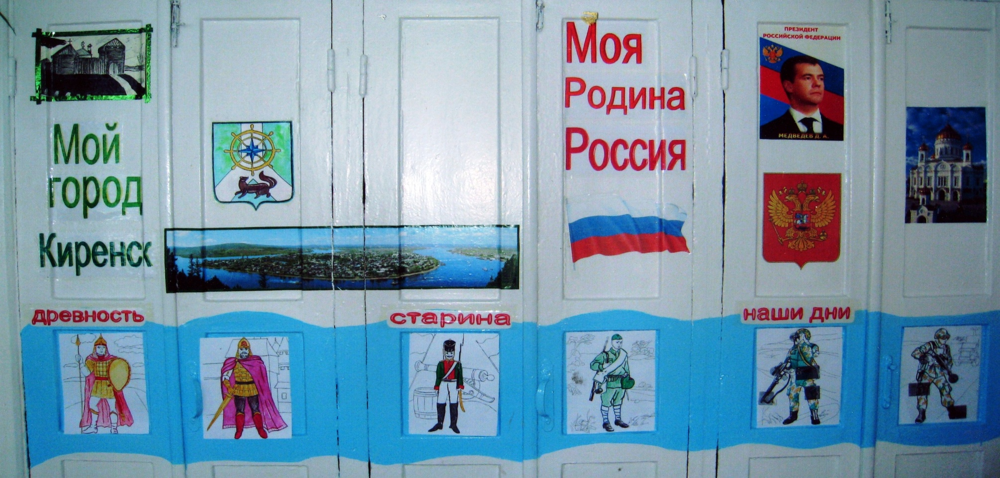 Мой
город
Киренск
Моя
Родина
Россия
ПРЕЗИДЕНТ
РОССИЙСКОЙ ФЕДЕРАЦИИ
МЕДВЕДЕВ Д. А.
древность
старина
наши дни